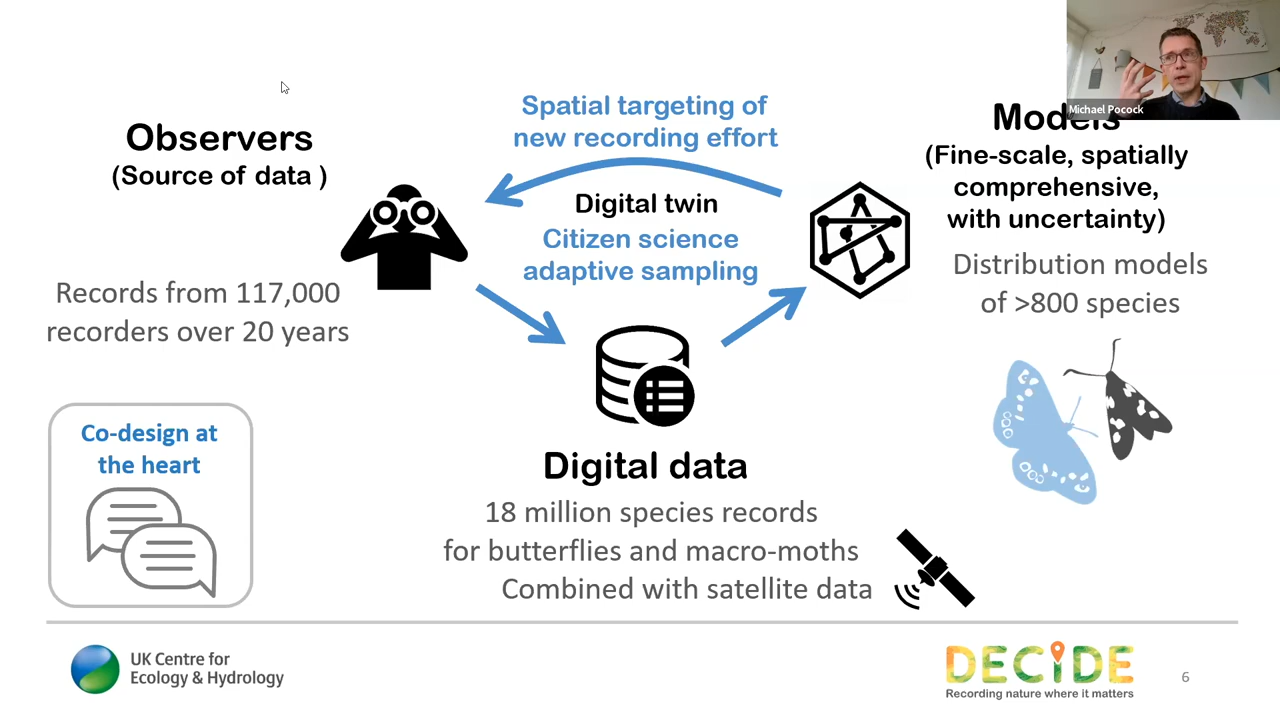 Michael Pocock
Spatial targeting of
new recording effort
Observers
(Source of data )
Models
(Fine-scale, spatially
comprehensive,
with uncertainty)
Digital twin
Citizen science
adaptive sampling
Records from 117,000
recorders over 20 years
Distribution models
of >800 species
Co-design at
the heart
Digital data
18 million species records
for butterflies and macro-moths
Combined with satellite data
UK Centre for
Ecology & Hydrology
DECIDE
Recording nature where it matters
6